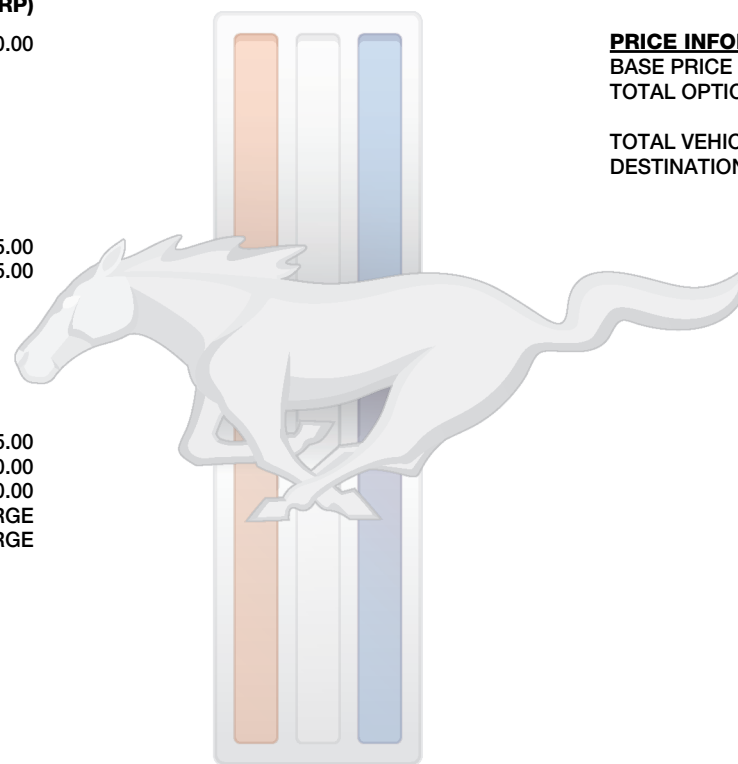 RP)
0.00
5.00
5.00
5.00
0.00
0.00
RGE
RGE
PRICE INFO
BASE PRICE
TOTAL OPTIO
TOTAL VEHIC
DESTINATION